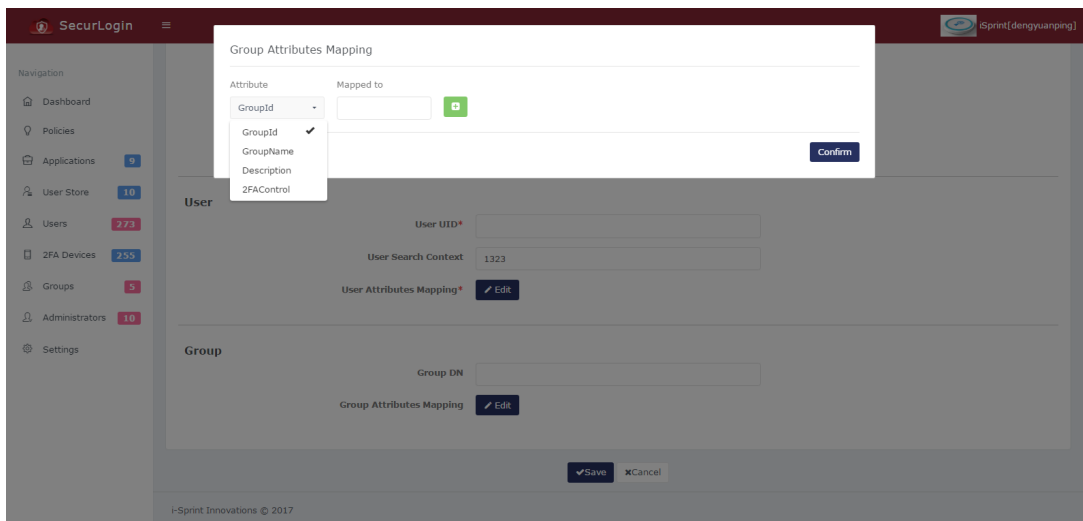 SecurLogin
iSprint[dengyuanping]
Group Attributes Mapping
Navigation
Attribute
Mapped to
Dashboard
GroupId
GroupId
Policies
GroupName
Confirm
Applications 9
Description
User Store 10
2FAControl
User
Users 273
User UID*
2FA Devices 255
User Search Context 1323
Groups 5
User Attributes Mapping* Edit
Administrators 10
Settings
Group
Group DN
Group Attributes Mapping Edit
Save Cancel
i-Sprint Innovations © 2017